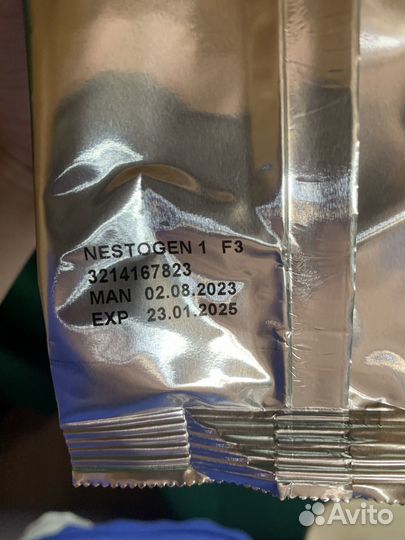 NESTOGEN 1 F3
3214167823
MAN 02.08.2023
EXP 23.01.2025
Avito